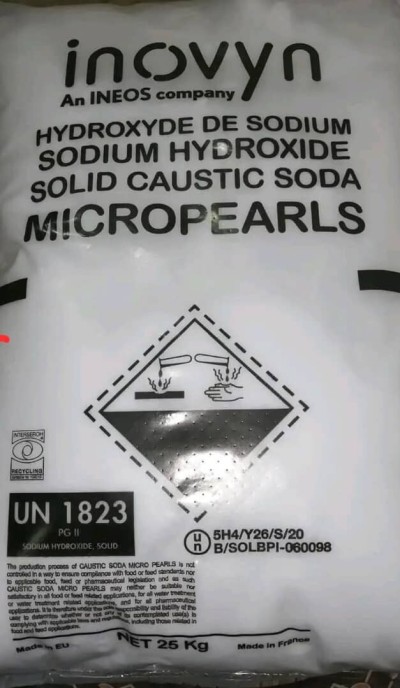 inovyn
An INEOS company
HYDROXYDE DE SODIUM
SODIUM HYDROXIDE
SOLID CAUSTIC SODA
MICROPEARLS
INTERSEROH
RECYCLING
UN 1823
PG II
SODIUM HYDROXIDE, SOLID
u
n
5H4/Y26/S/20
B/SOLBPI-060098
The production process of CAUSTIC SODA MICRO PEARLS is not
controlled in a way to ensure compliance with food or feed standards nor
to applicable food, feed or pharmaceutical legislation and as such
CAUSTIC SODA MICRO PEARLS may neither be suitable nor
satisfactory in all food or feed related applications, for all water treatment
or water treatment related applications, and for all pharmaceutical
applications. It is therefore under the sole responsibility and liability of the
user to determine whether or not any of its contemplated use(s) is
complying with applicable laws and, including those related in
food and feed applications.
Made in EU
NET 25 Kg
Made in France